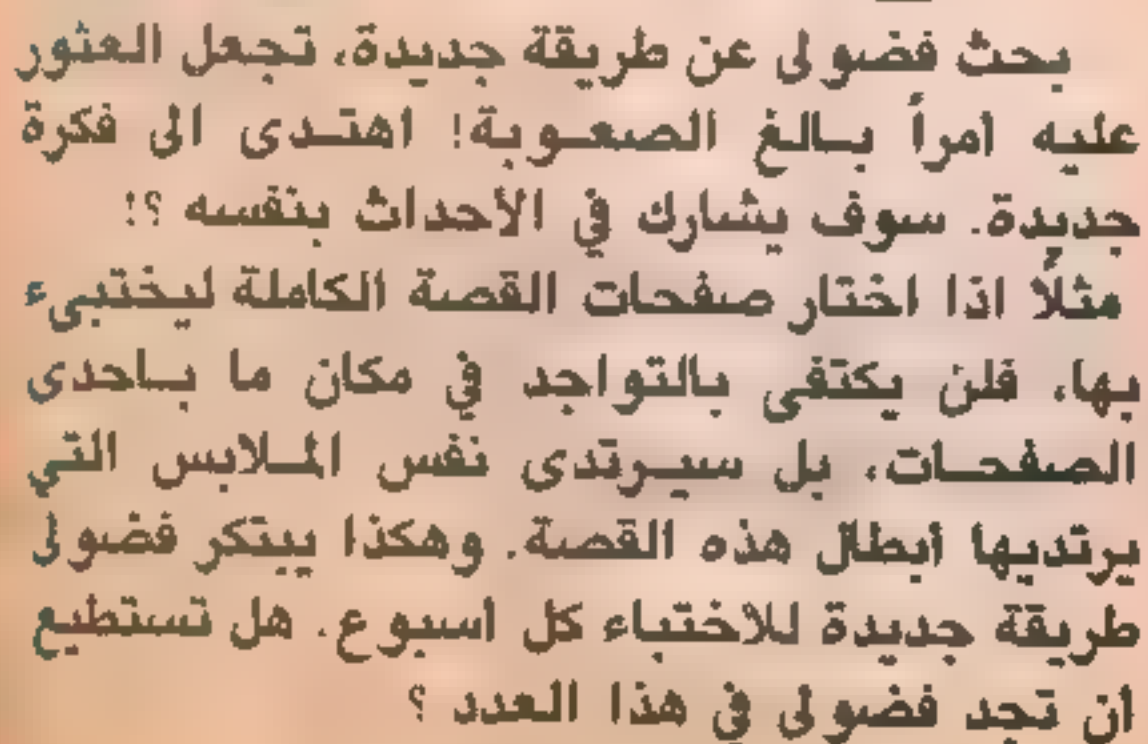 بحث فضولى عن طريقة جديدة، تجعل العثور
عليه امراً بالغ الصعوبة! اهتدى الى فكرة
جديدة. سوف يشارك في الأحداث بنفسه ؟!
مثلاً اذا اختار صفحات القصة الكاملة ليختبىء
بها، فلن يكتفى بالتواجد في مكان ما باحدى
الصفحات، بل سيرتدى نفس الملابس التي
يرتديها أبطال هذه القصة. وهكذا يبتكر فضولى
طريقة جديدة للاختباء كل اسبوع. هل تستطيع
ان تجد فضولى في هذا العدد ؟